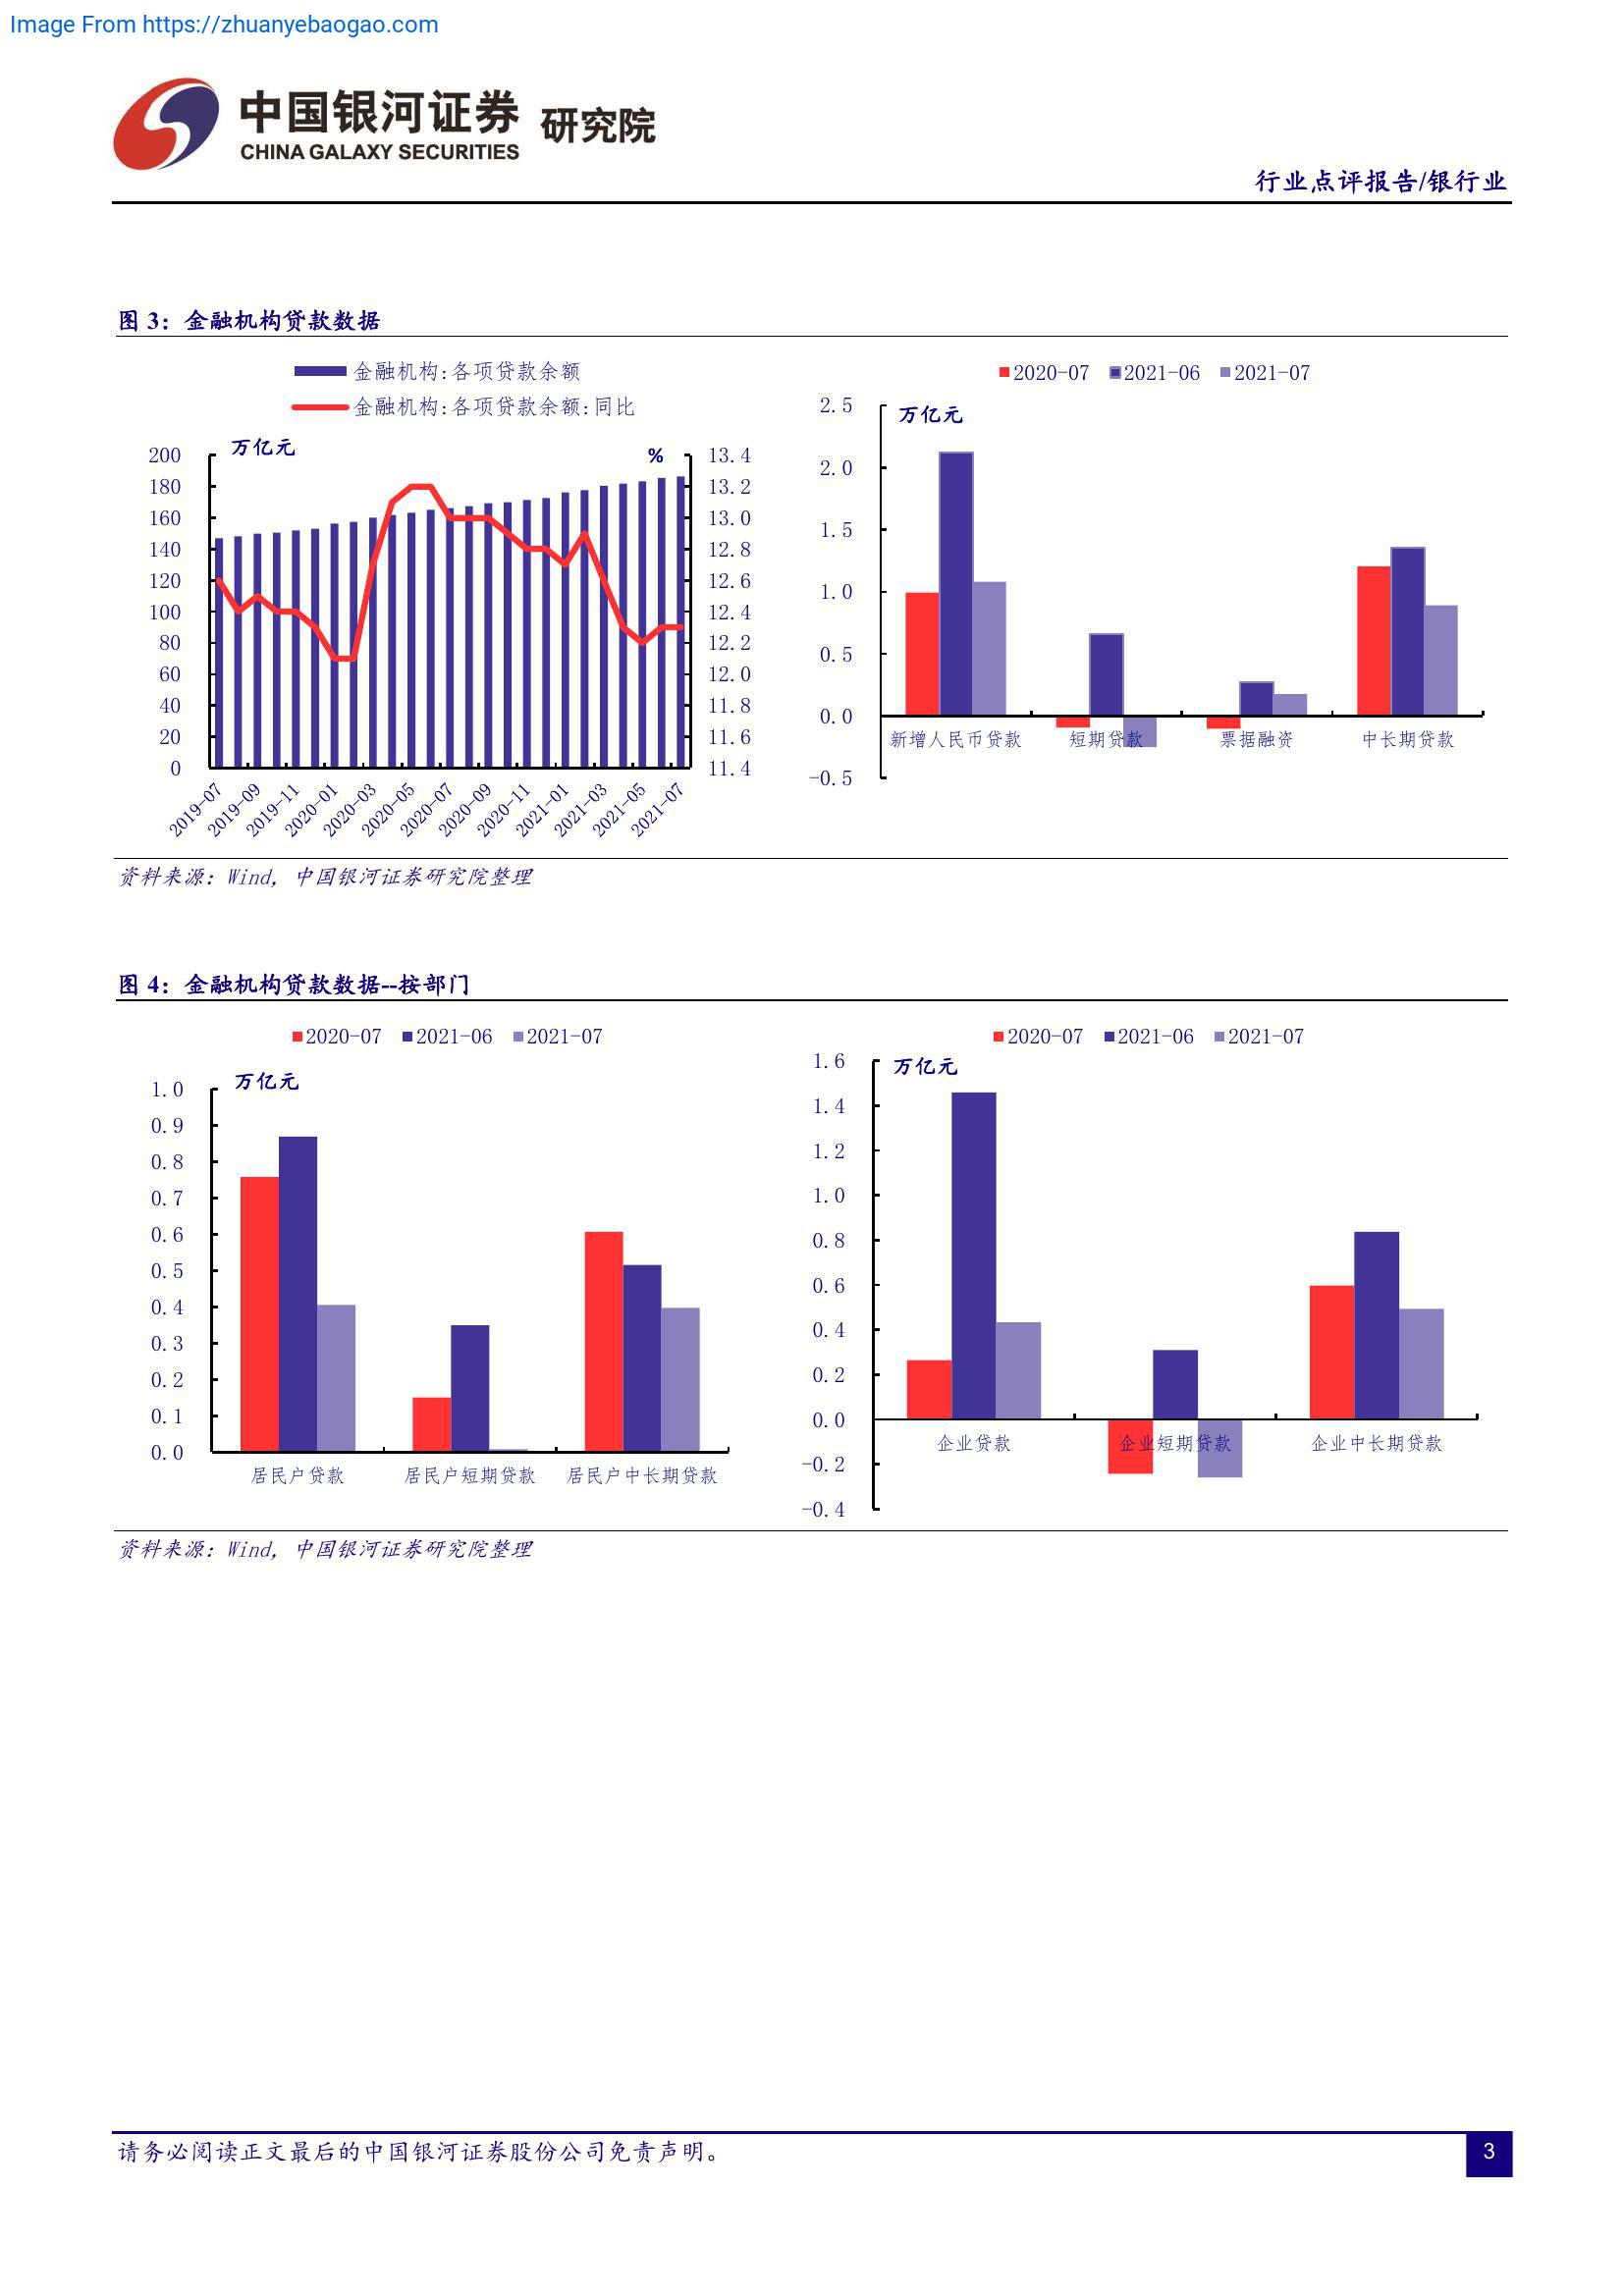 Image From https://zhuanyebaogao.com
中国银河证券 研究院
CHINA GALAXY SECURITIES
行业点评报告/银行业
图 3：金融机构贷款数据
金融机构:各项贷款余额
金融机构:各项贷款余额:同比
万亿元
%
200
180
160
140
120
100
80
60
40
20
0
13.4
13.2
13.0
12.8
12.6
12.4
12.2
12.0
11.8
11.6
11.4
2019-07 2019-09 2019-11 2020-01 2020-03 2020-05 2020-07 2020-09 2020-11 2021-01 2021-03 2021-05 2021-07
2020-07 2021-06 2021-07
万亿元
2.5
2.0
1.5
1.0
0.5
0.0
-0.5
新增人民币贷款 短期贷款 票据融资 中长期贷款
资料来源：Wind，中国银河证券研究院整理
图 4：金融机构贷款数据--按部门
2020-07 2021-06 2021-07
万亿元
1.0
0.9
0.8
0.7
0.6
0.5
0.4
0.3
0.2
0.1
0.0
居民户贷款 居民户短期贷款 居民户中长期贷款
2020-07 2021-06 2021-07
万亿元
1.6
1.4
1.2
1.0
0.8
0.6
0.4
0.2
0.0
-0.2
-0.4
企业贷款 企业短期贷款 企业中长期贷款
资料来源：Wind，中国银河证券研究院整理
请务必阅读正文最后的中国银河证券股份公司免责声明。
3